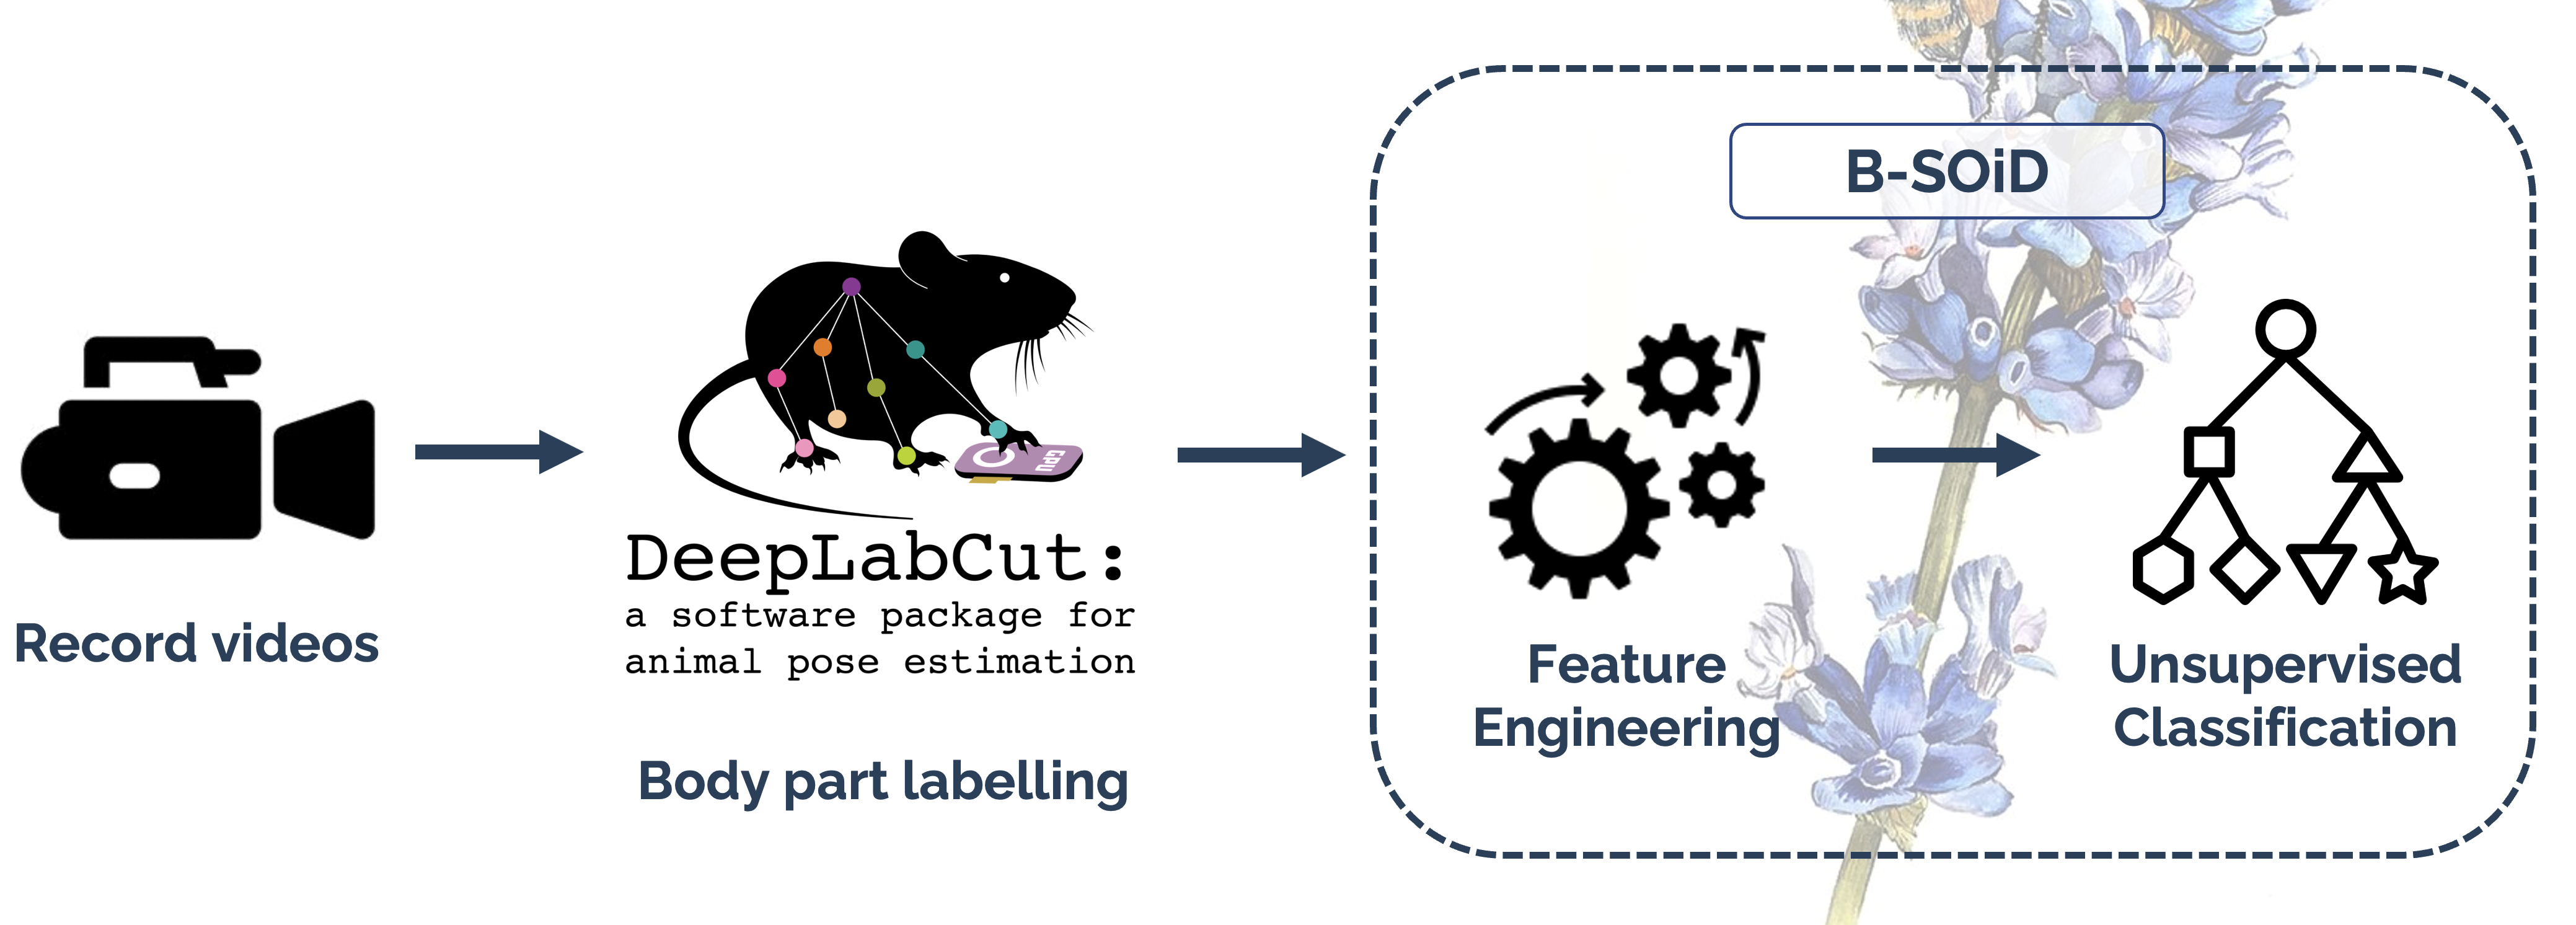 B-SOiD
GPU
DeepLabCut:
a software package for
animal pose estimation
Record videos
Body part labelling
Feature
Engineering
Unsupervised
Classification